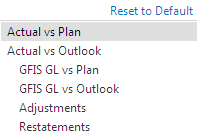 Reset to Default
Actual vs Plan
Actual vs Outlook
GFIS GL vs Plan
GFIS GL vs Outlook
Adjustments
Restatements